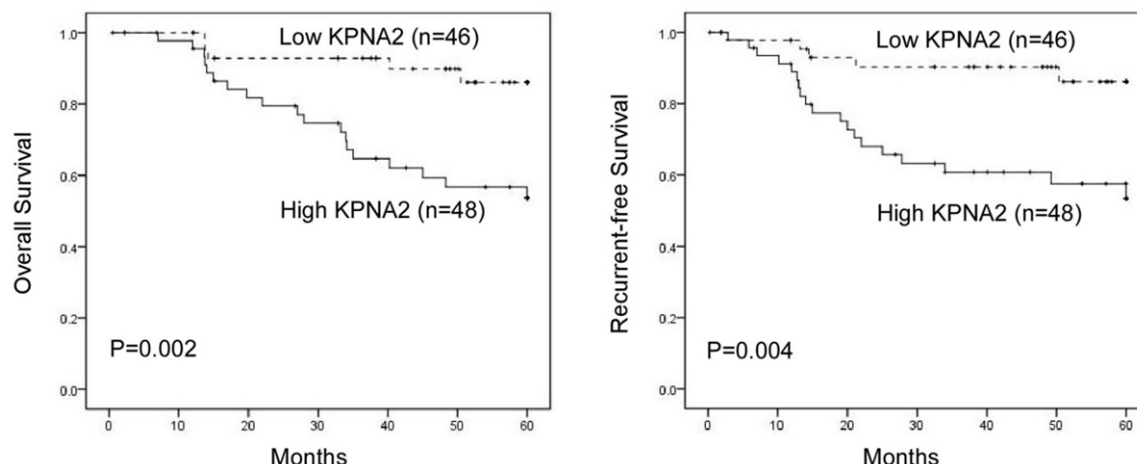 Overall Survival
1.0
0.8
0.6
0.4
0.2
0.0
Low KPNA2 (n=46)
High KPNA2 (n=48)
P=0.002
0 10 20 30 40 50 60
Months
Recurrent-free Survival
1.0
0.8
0.6
0.4
0.2
0.0
Low KPNA2 (n=46)
High KPNA2 (n=48)
P=0.004
0 10 20 30 40 50 60
Months